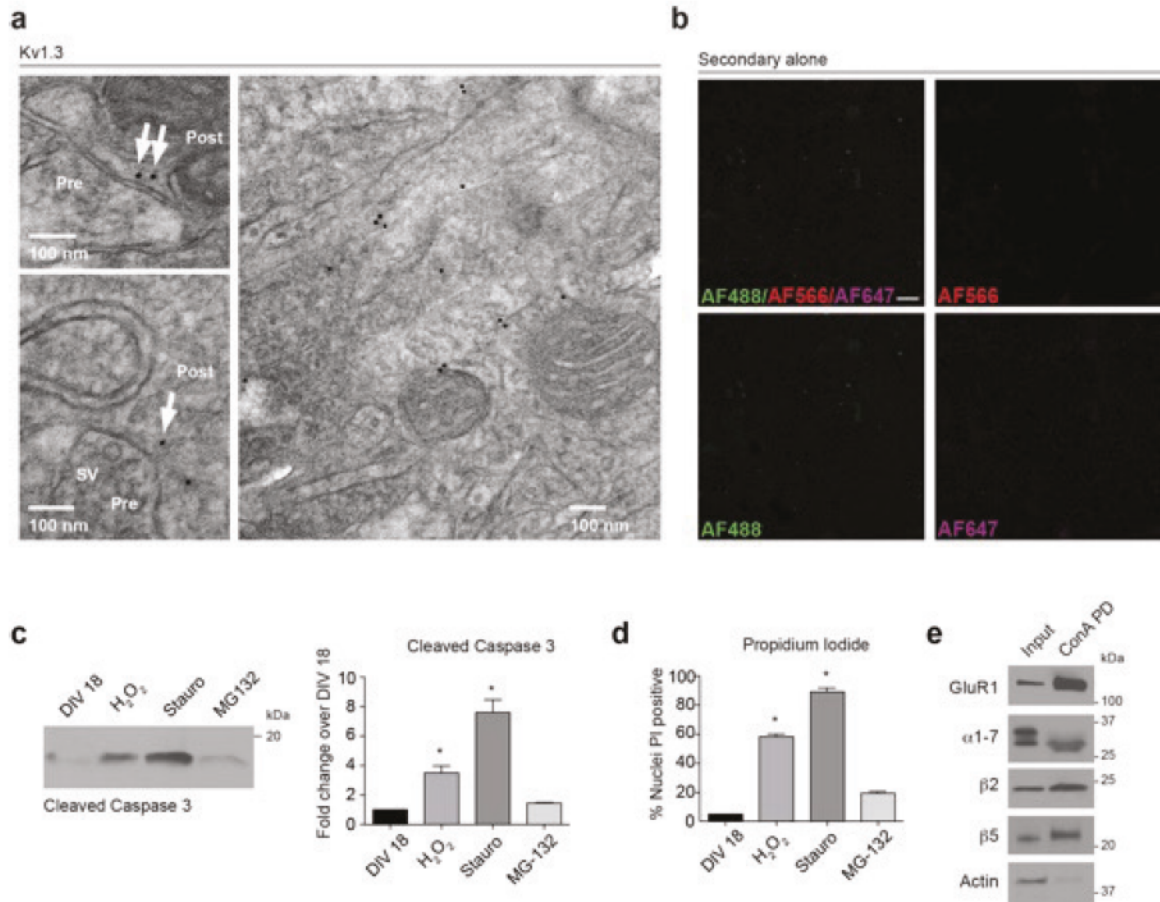 a
Kv1.3
Post
Pre
100 nm
Post
SV
Pre
100 nm
100 nm
b
Secondary alone
AF488/AF566/AF647
AF566
AF488
AF647
c
DIV 18
H₂O₂
Stauro
MG132
kDa
20
Cleaved Caspase 3
Cleaved Caspase 3
Fold change over DIV 18
10
8
6
4
2
0
*
*
DIV 18
H₂O₂
Stauro
MG-132
d
Propidium Iodide
% Nuclei PI positive
100
80
60
40
20
0
*
*
DIV 18
H₂O₂
Stauro
MG-132
e
Input
ConA PD
kDa
GluR1
100
α1-7
37
25
β2
25
β5
20
Actin
37